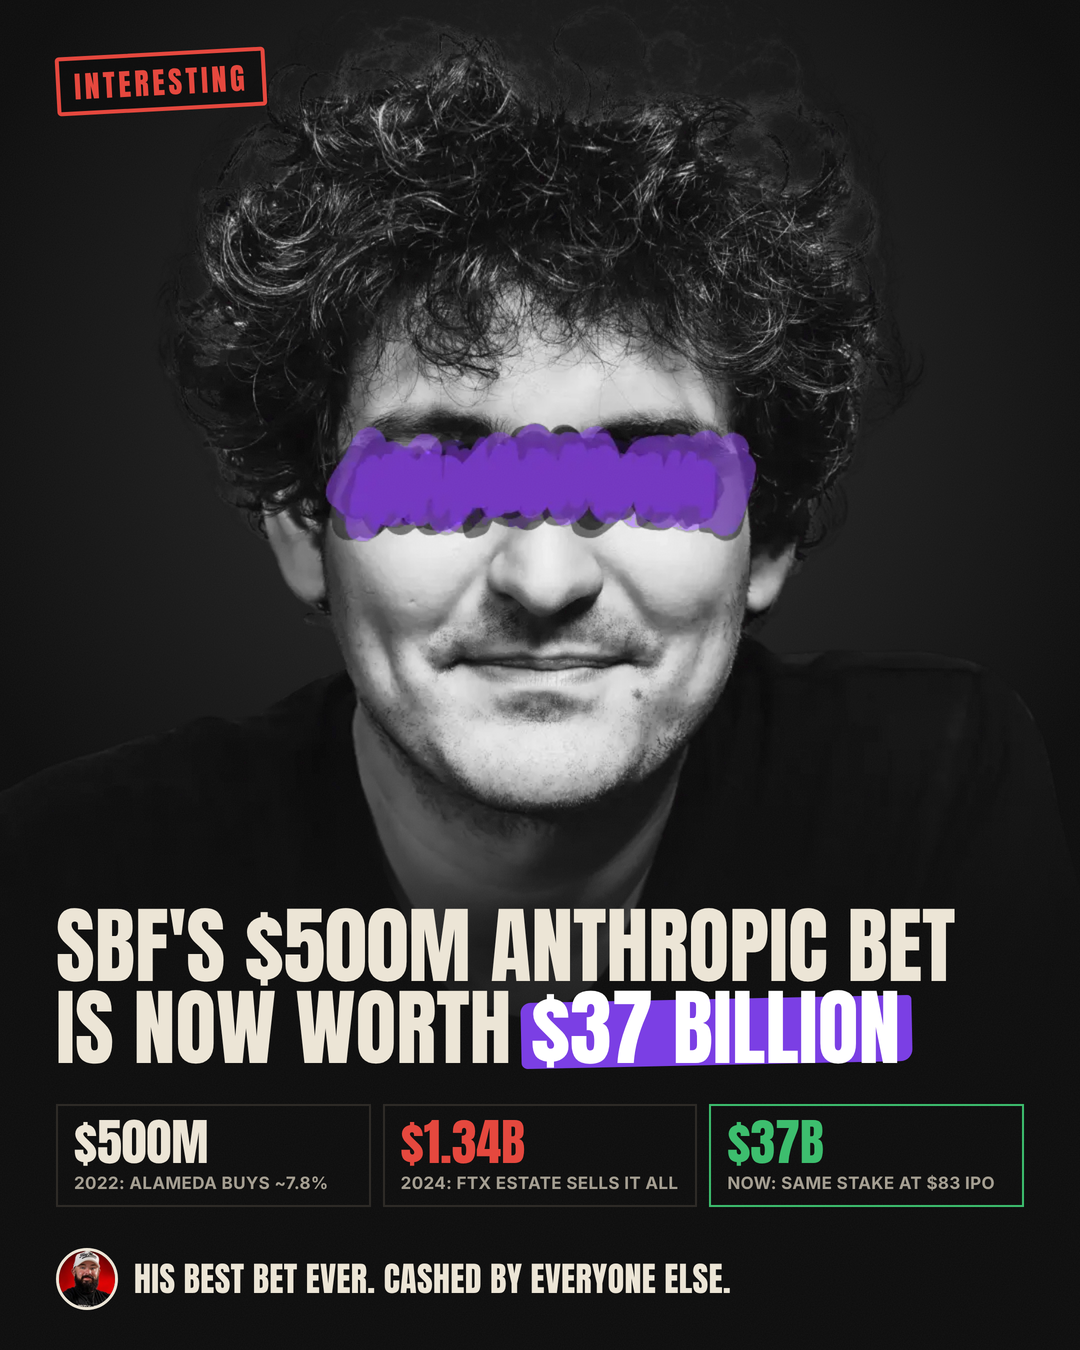 INTERESTING
SBF'S $500M ANTHROPIC BET
IS NOW WORTH $37 BILLION
$500M
2022: ALAMEDA BUYS ~7.8%
$1.34B
2024: FTX ESTATE SELLS IT ALL
$37B
NOW: SAME STAKE AT $83 IPO
HIS BEST BET EVER. CASHED BY EVERYONE ELSE.